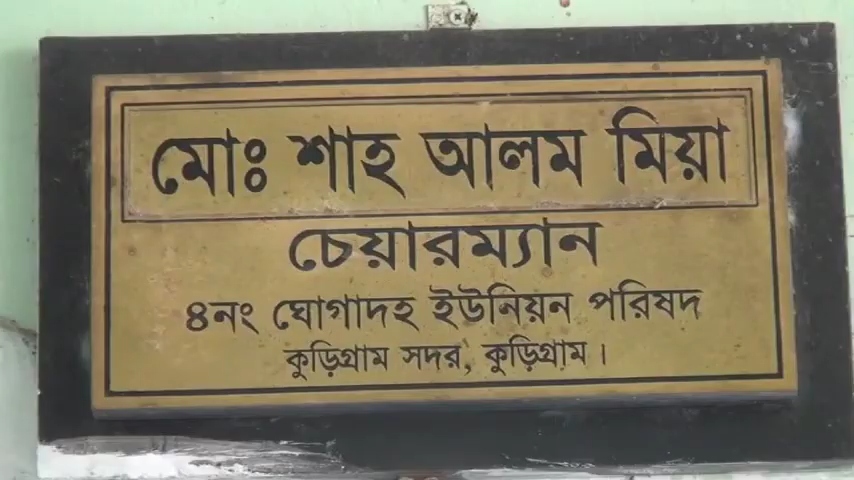 মোঃ শাহ আলম মিয়া
চেয়ারম্যান
৪নং ঘোগাদহ ইউনিয়ন পরিষদ
কুড়িগ্রাম সদর, কুড়িগ্রাম।